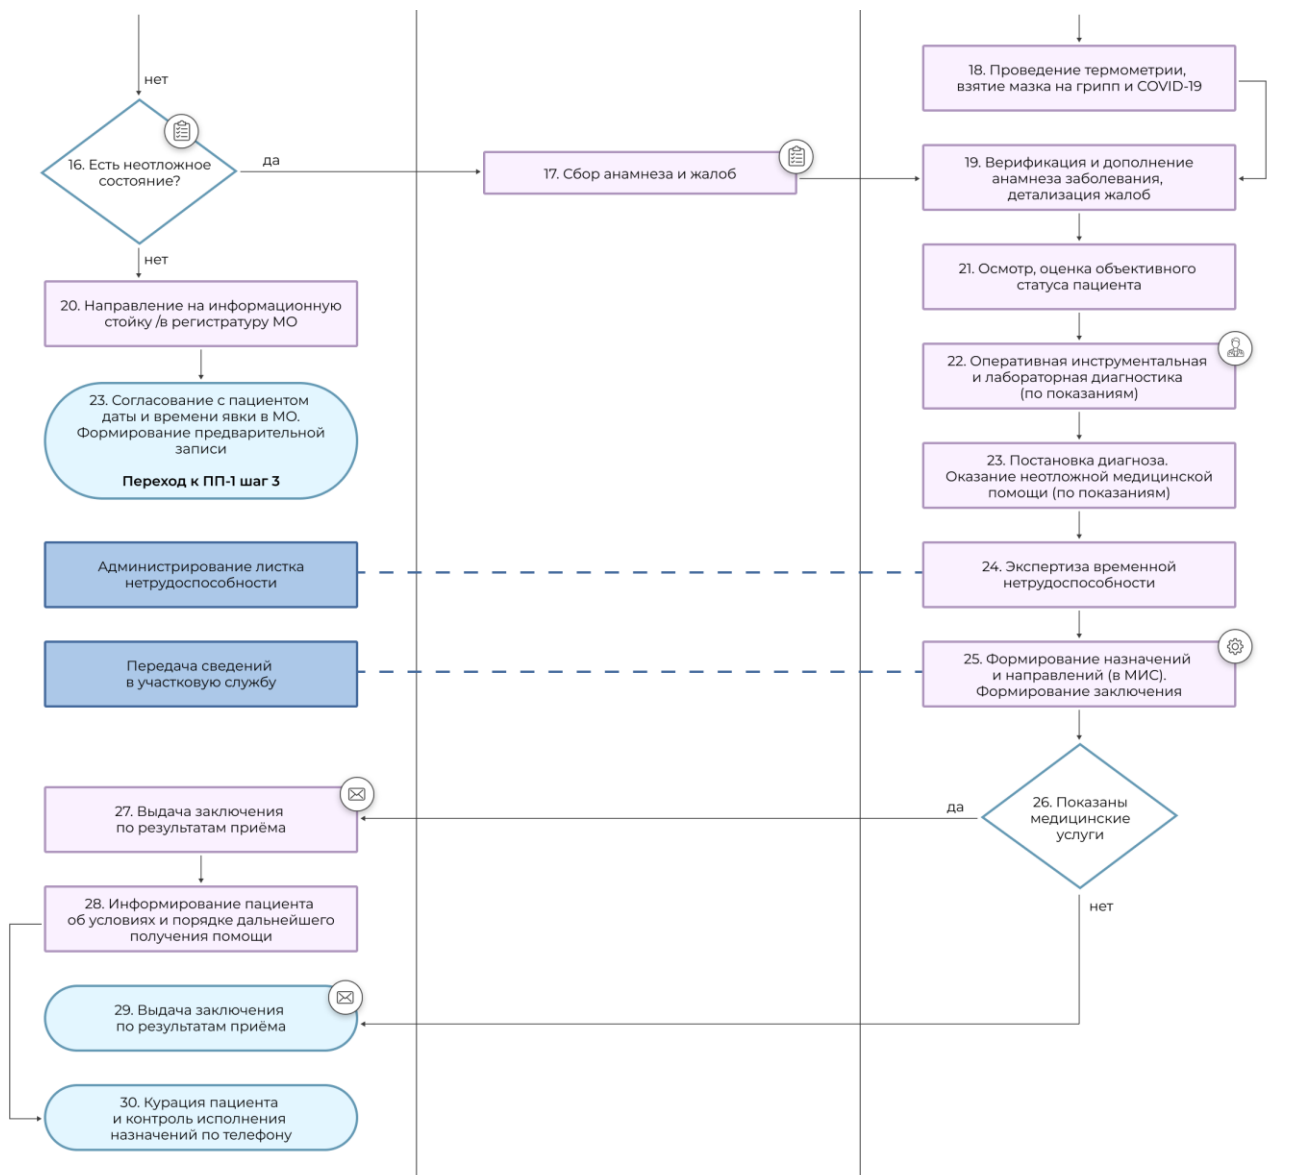 нет
16. Есть неотложное
состояние?
да
нет
17. Сбор анамнеза и жалоб
18. Проведение термометрии,
взятие мазка на грипп и COVID-19
19. Верификация и дополнение
анамнеза заболевания,
детализация жалоб
20. Направление на информационную
стойку /в регистратуру МО
21. Осмотр, оценка объективного
статуса пациента
22. Оперативная инструментальная
и лабораторная диагностика
(по показаниям)
23. Согласование с пациентом
даты и времени явки в МО.
Формирование предварительной
записи
Переход к ПП-1 шаг 3
23. Постановка диагноза.
Оказание неотложной медицинской
помощи (по показаниям)
Администрирование листка
нетрудоспособности
24. Экспертиза временной
нетрудоспособности
Передача сведений
в участковую службу
25. Формирование назначений
и направлений (в МИС).
Формирование заключения
26. Показаны
медицинские
услуги
да
нет
27. Выдача заключения
по результатам приёма
28. Информирование пациента
об условиях и порядке дальнейшего
получения помощи
29. Выдача заключения
по результатам приёма
30. Курация пациента
и контроль исполнения
назначений по телефону